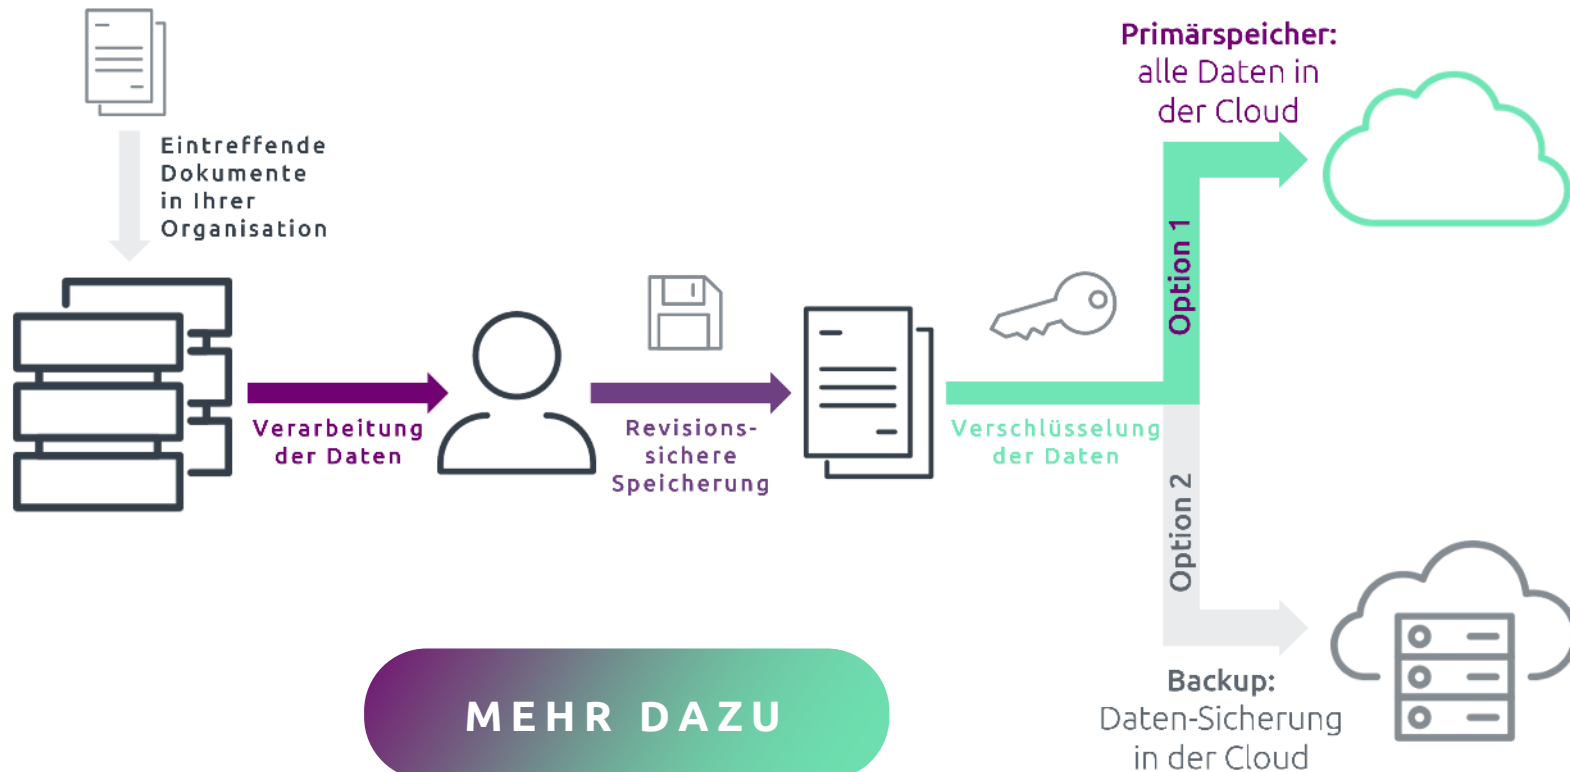 Primärspeicher:
alle Daten in
der Cloud
Eintreffende
Dokumente
in Ihrer
Organisation
Option 1
Verarbeitung
der Daten
Revisions-
sichere
Speicherung
Verschlüsselung
der Daten
Option 2
Backup:
Daten-Sicherung
in der Cloud
MEHR DAZU